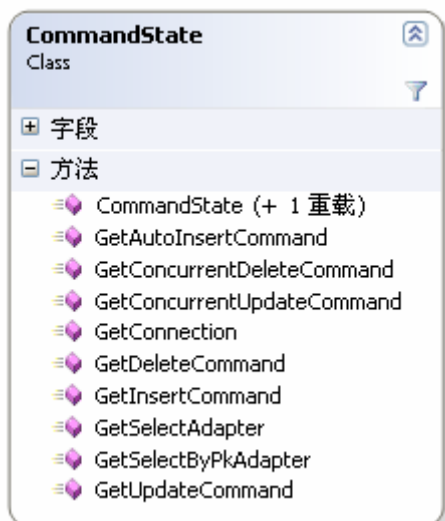 CommandState
Class
字段
方法
CommandState (+ 1 重载)
GetAutoInsertCommand
GetConcurrentDeleteCommand
GetConcurrentUpdateCommand
GetConnection
GetDeleteCommand
GetInsertCommand
GetSelectAdapter
GetSelectByPkAdapter
GetUpdateCommand